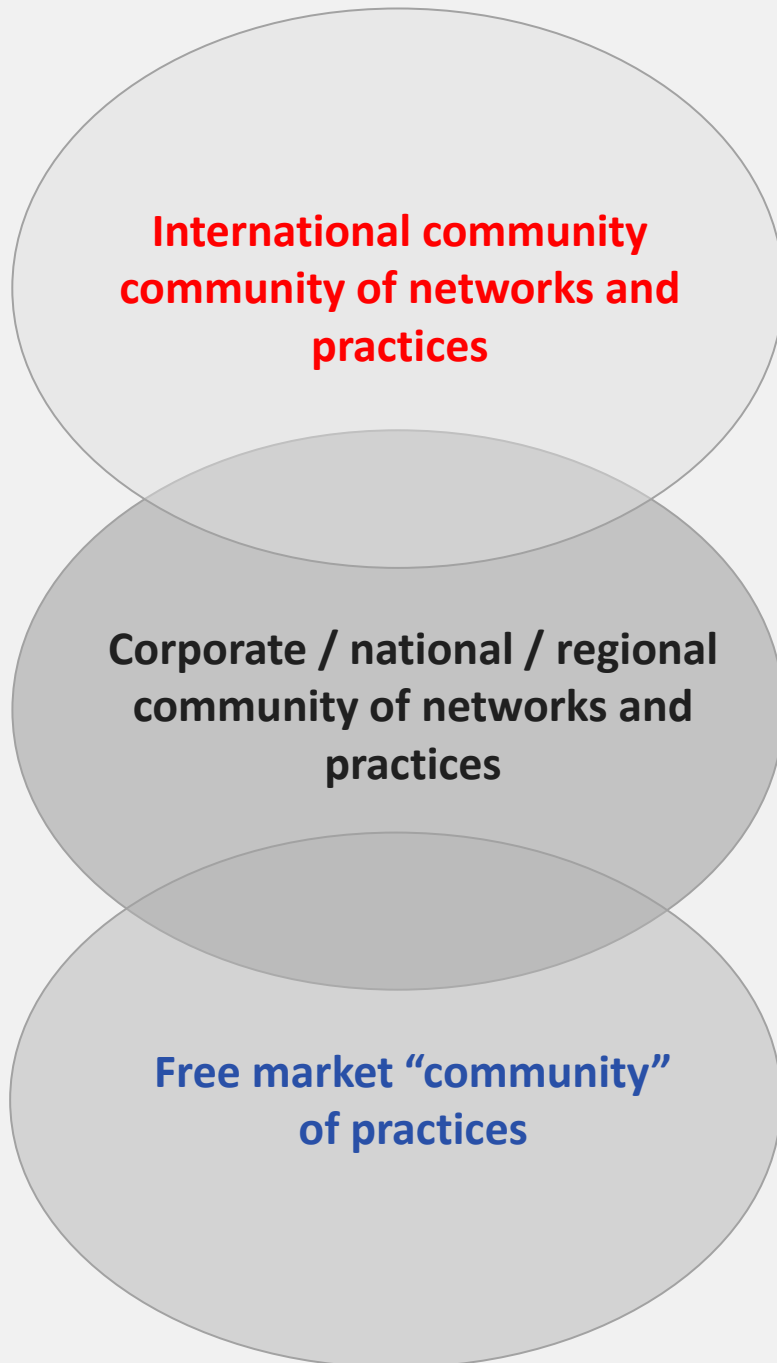 International community
community of networks and
practices
Corporate / national / regional
community of networks and
practices
Free market “community”
of practices